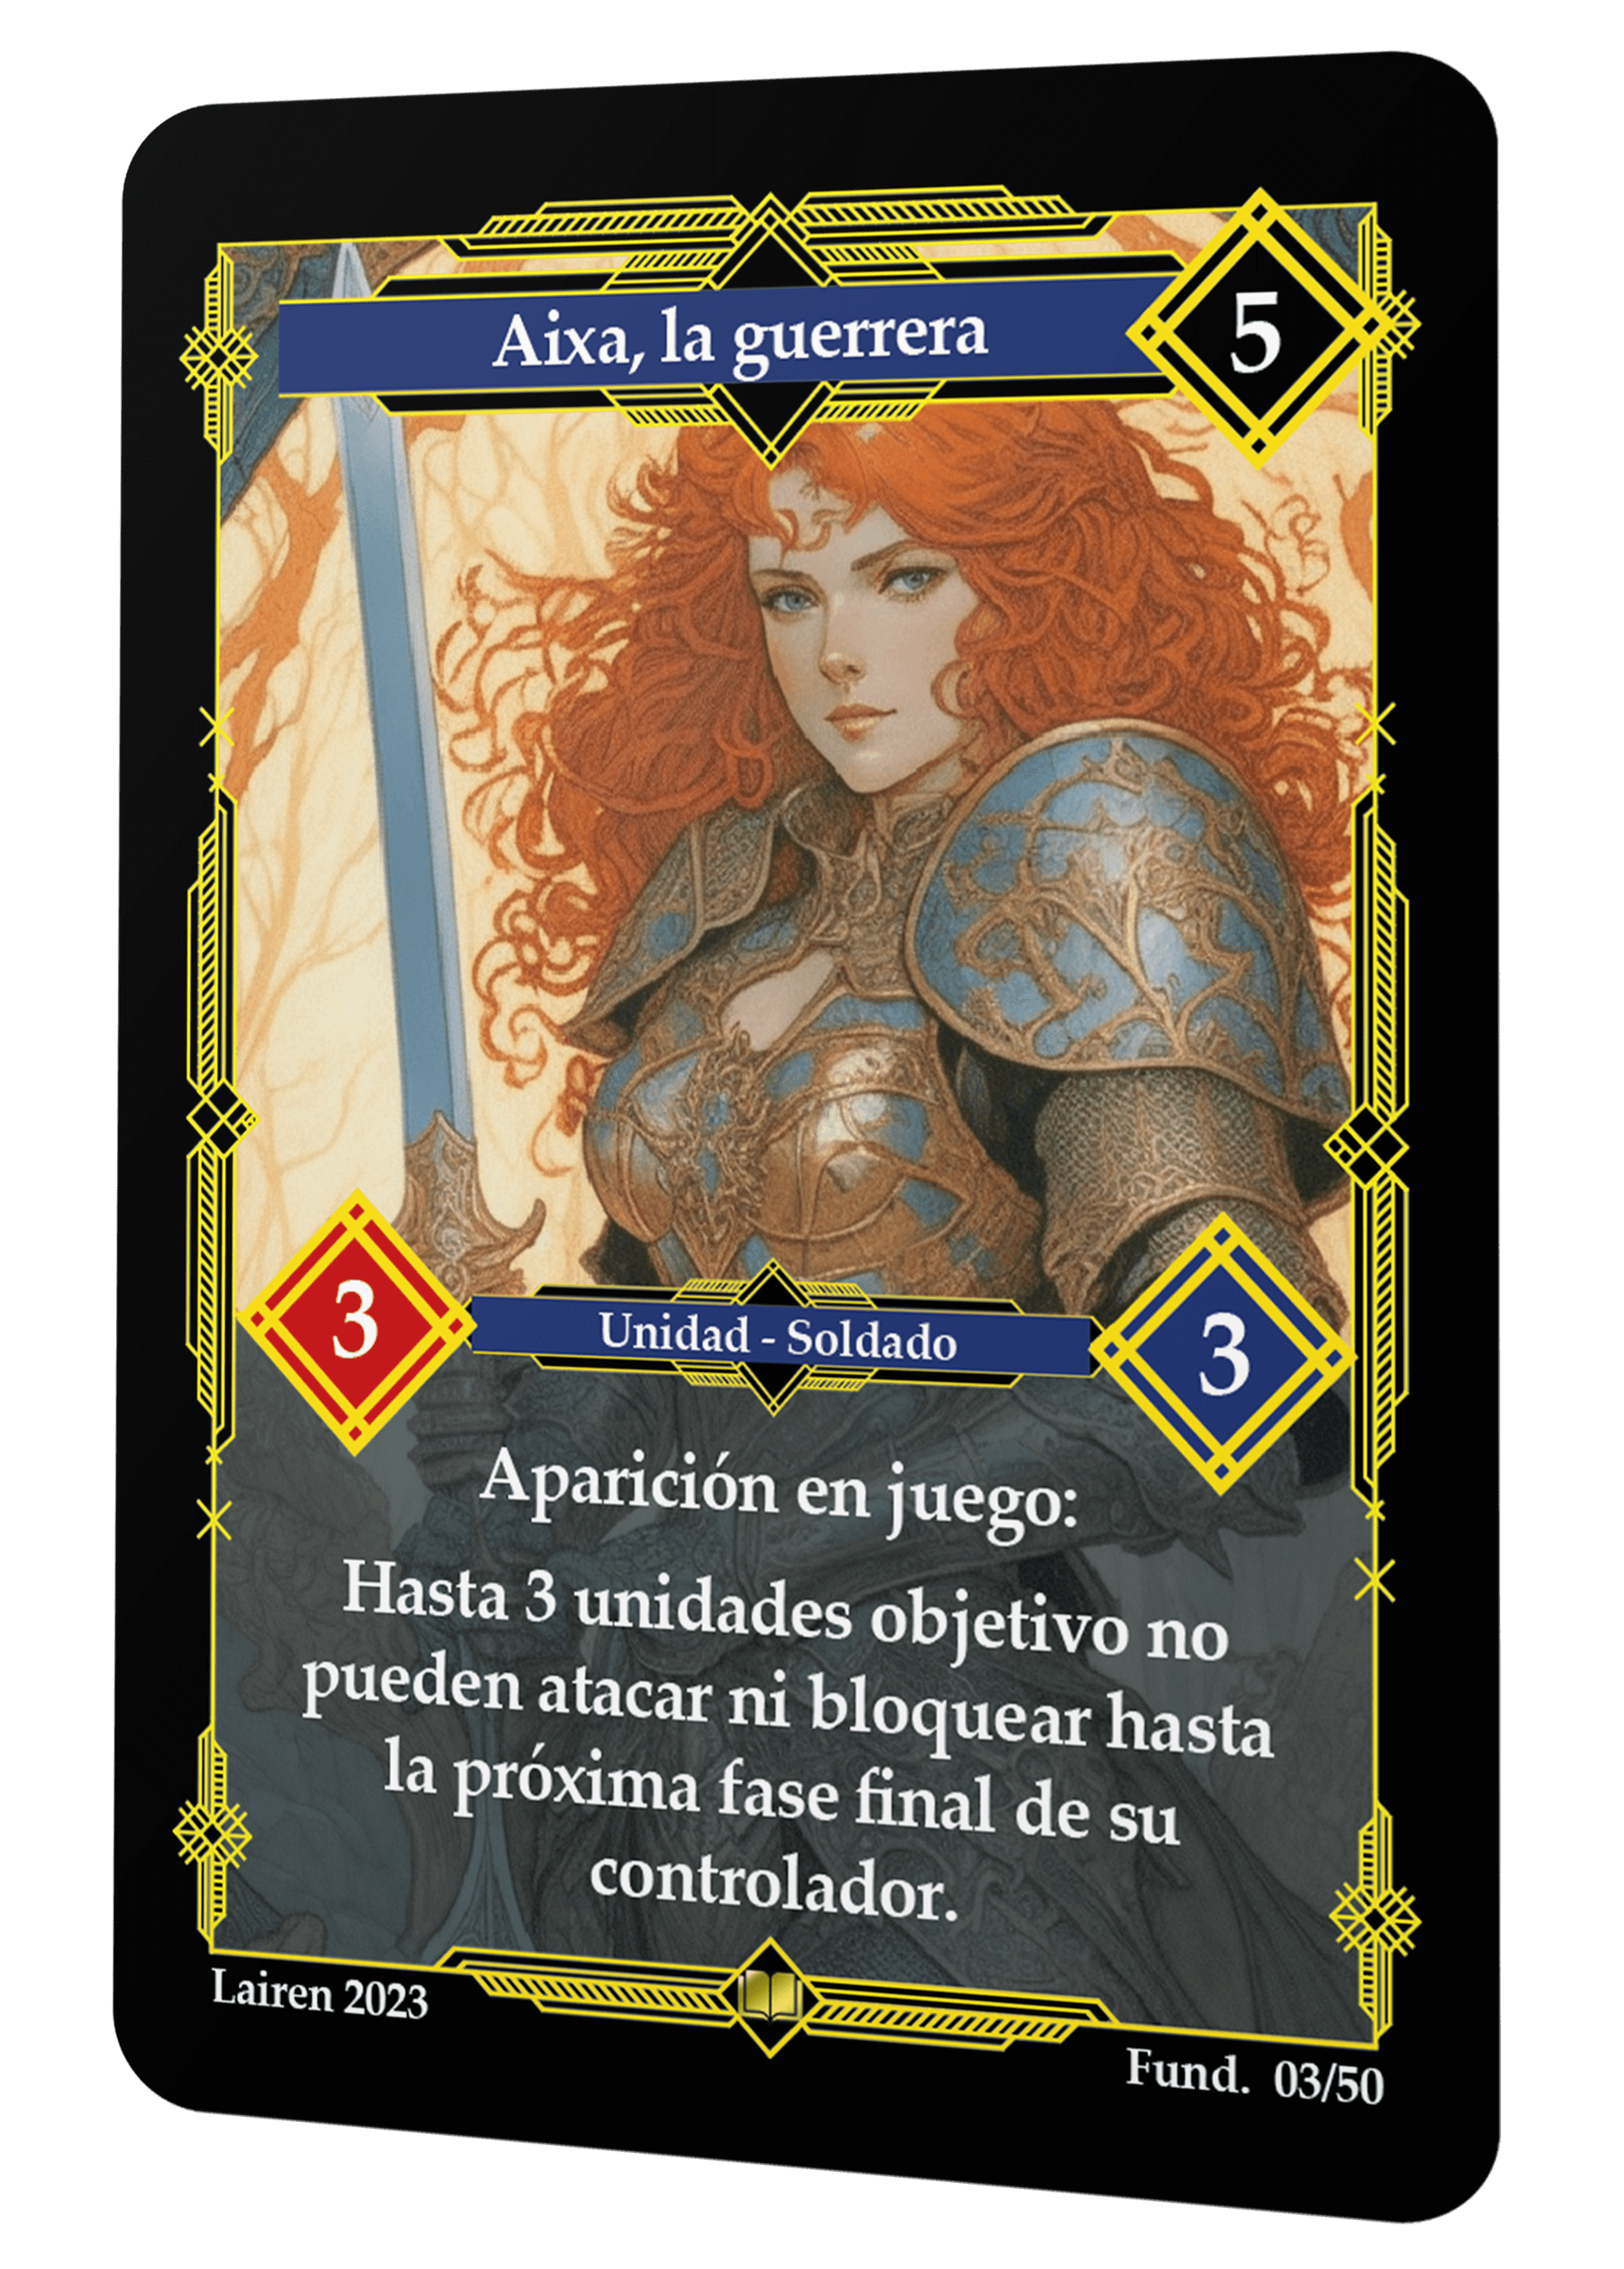 Aixa, la guerrera
5
3
Unidad - Soldado
3
Aparición en juego:
Hasta 3 unidades objetivo no
pueden atacar ni bloquear hasta
la próxima fase final de su
controlador.
Lairen 2023
Fund. 03/50